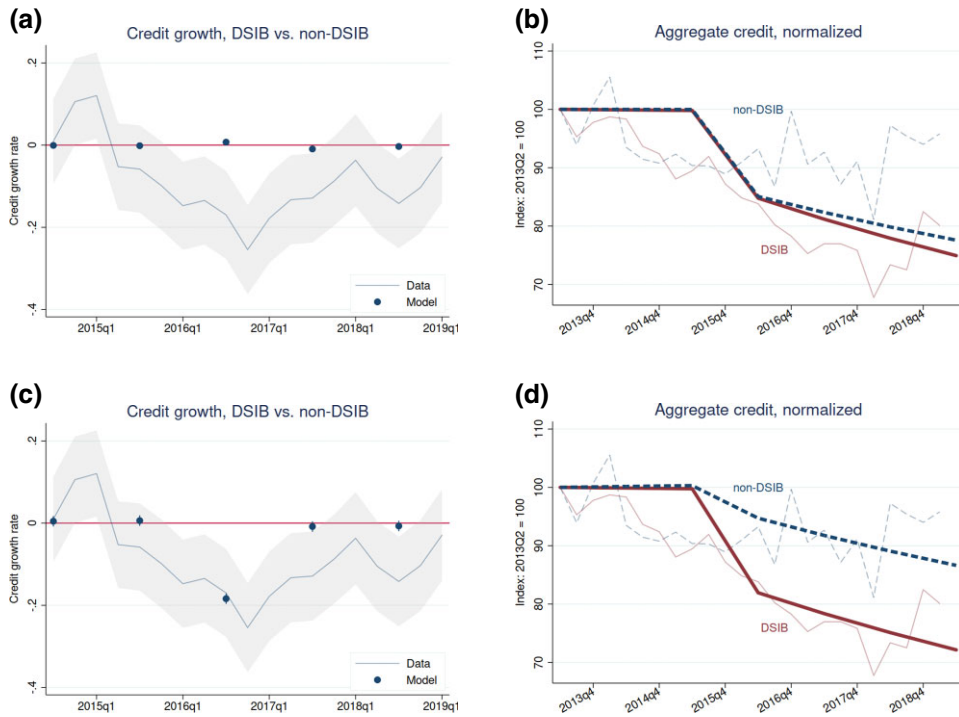 (a)
Credit growth, DSIB vs. non-DSIB
Credit growth rate
.2
0
-.2
-.4
2015q1
2016q1
2017q1
2018q1
2019q1
Data
Model
(b)
Aggregate credit, normalized
Index: 2013Q2 = 100
110
100
90
80
70
non-DSIB
DSIB
2013q4
2014q4
2015q4
2016q4
2017q4
2018q4
(c)
Credit growth, DSIB vs. non-DSIB
Credit growth rate
.2
0
-.2
-.4
2015q1
2016q1
2017q1
2018q1
2019q1
Data
Model
(d)
Aggregate credit, normalized
Index: 2013Q2 = 100
110
100
90
80
70
non-DSIB
DSIB
2013q4
2014q4
2015q4
2016q4
2017q4
2018q4